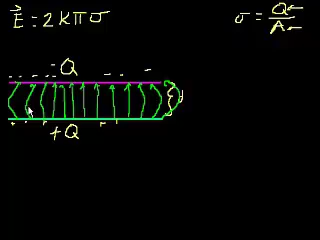 E⃗ = 2Kπσ
σ = Q/A
-Q
d
+Q